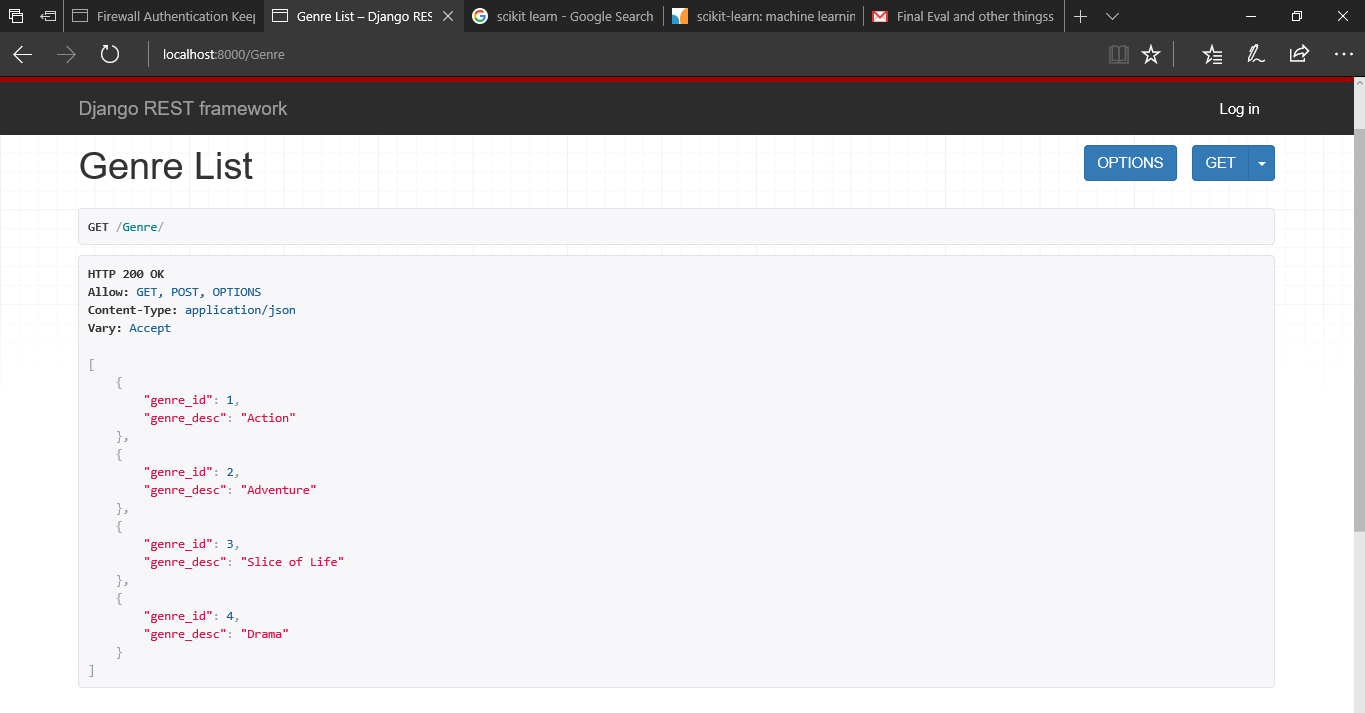 Firewall Authentication Keep
Genre List – Django RES
scikit learn - Google Search
scikit-learn: machine learnin
Final Eval and other thingss
localhost:8000/Genre
Django REST framework
Log in
Genre List
OPTIONS
GET
GET /Genre/
HTTP 200 OK
Allow: GET, POST, OPTIONS
Content-Type: application/json
Vary: Accept
[
    {
        "genre_id": 1,
        "genre_desc": "Action"
    },
    {
        "genre_id": 2,
        "genre_desc": "Adventure"
    },
    {
        "genre_id": 3,
        "genre_desc": "Slice of Life"
    },
    {
        "genre_id": 4,
        "genre_desc": "Drama"
    }
]